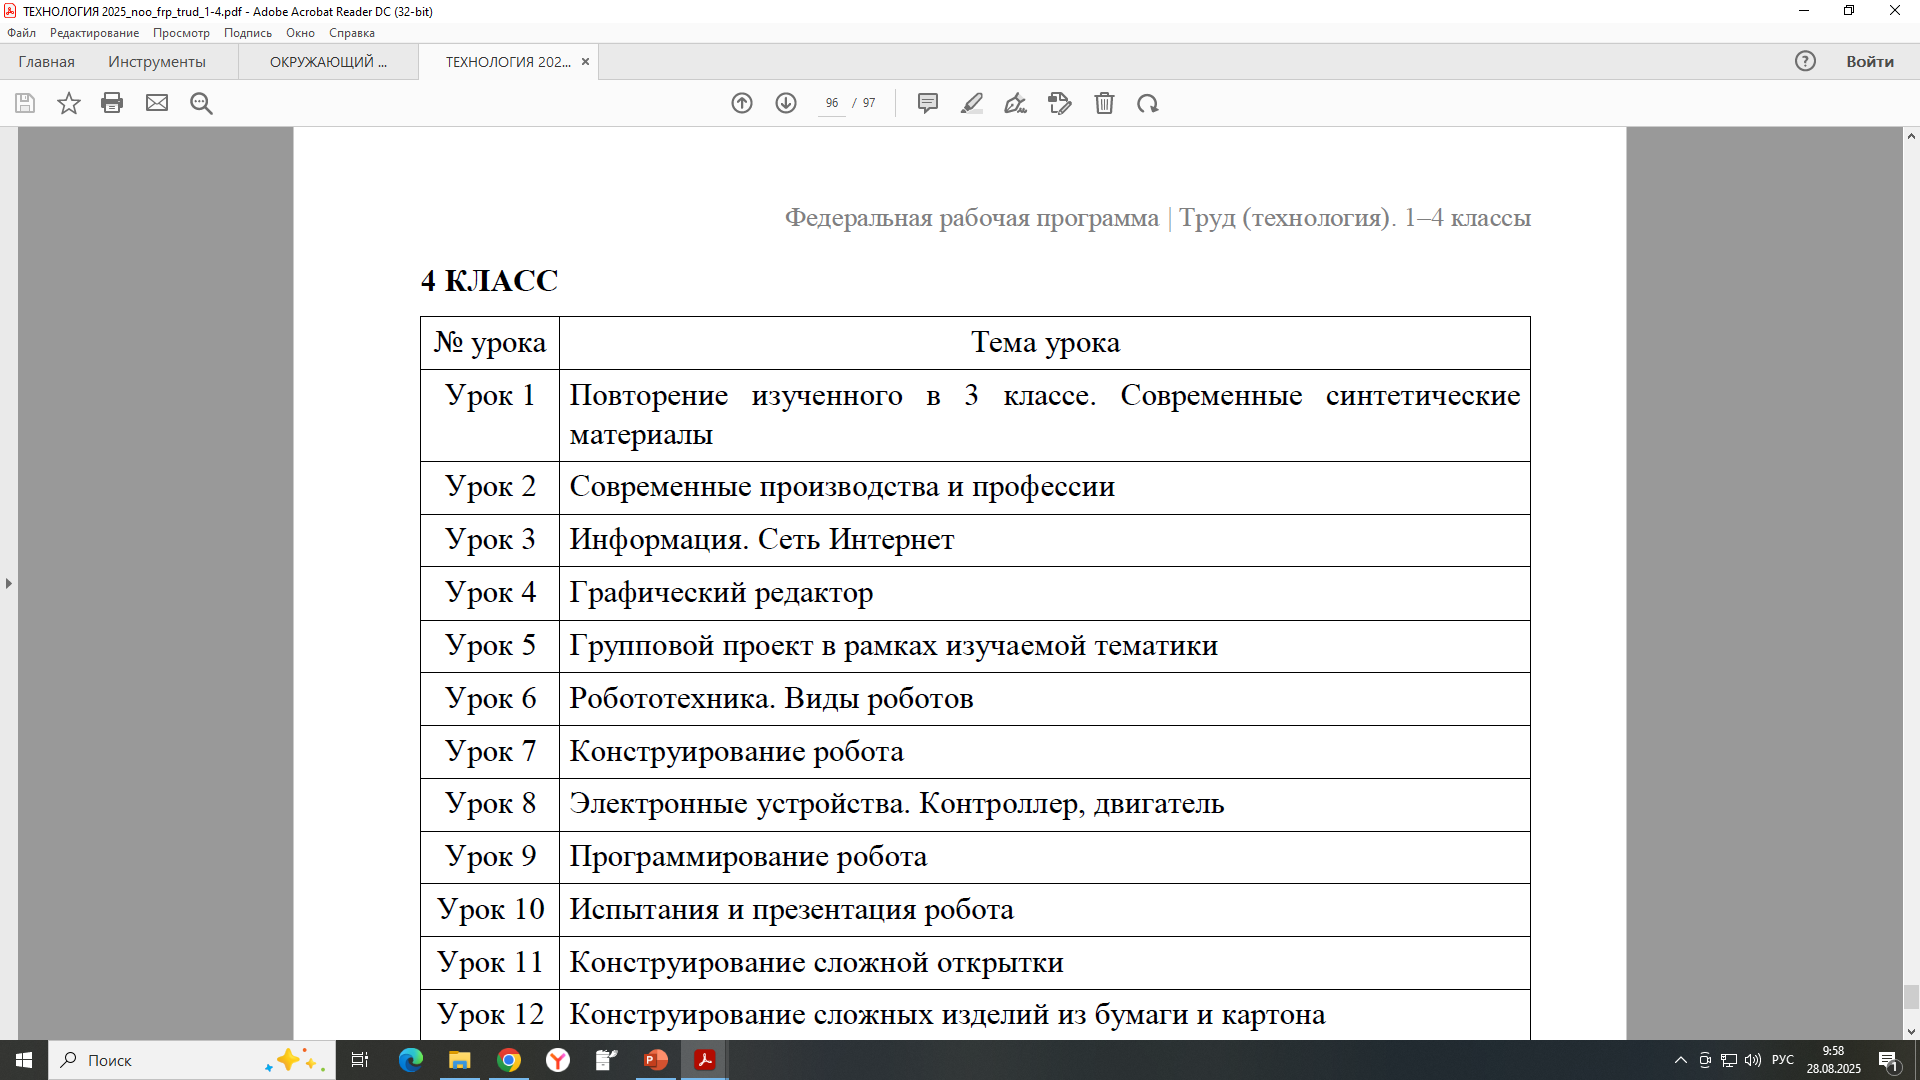 ТЕХНОЛОГИЯ 2025_noo_frp_trud_1-4.pdf - Adobe Acrobat Reader DC (32-bit)
Файл Редактирование Просмотр Подпись Окно Справка
Главная Инструменты ОКРУЖАЮЩИЙ ... ТЕХНОЛОГИЯ 202... Войти
96 / 97
Федеральная рабочая программа | Труд (технология). 1–4 классы
4 КЛАСС
№ урока Тема урока
Урок 1 Повторение изученного в 3 классе. Современные синтетические
материалы
Урок 2 Современные производства и профессии
Урок 3 Информация. Сеть Интернет
Урок 4 Графический редактор
Урок 5 Групповой проект в рамках изучаемой тематики
Урок 6 Робототехника. Виды роботов
Урок 7 Конструирование робота
Урок 8 Электронные устройства. Контроллер, двигатель
Урок 9 Программирование робота
Урок 10 Испытания и презентация робота
Урок 11 Конструирование сложной открытки
Урок 12 Конструирование сложных изделий из бумаги и картона
Поиск РУС 9:58
28.08.2025 1